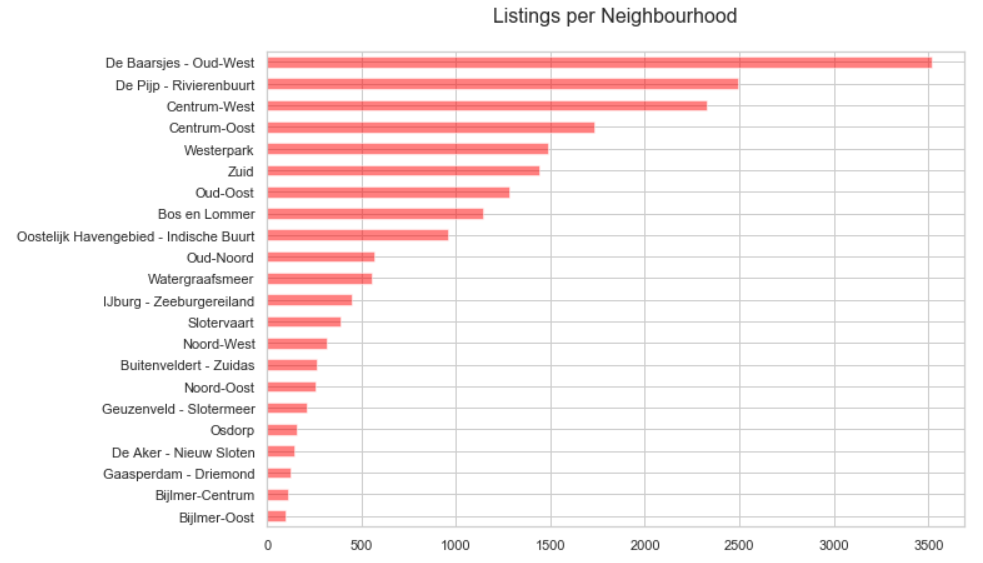 Listings per Neighbourhood
De Baarsjes - Oud-West
De Pijp - Rivierenbuurt
Centrum-West
Centrum-Oost
Westerpark
Zuid
Oud-Oost
Bos en Lommer
Oostelijk Havengebied - Indische Buurt
Oud-Noord
Watergraafsmeer
IJburg - Zeeburgereiland
Slotervaart
Noord-West
Buitenveldert - Zuidas
Noord-Oost
Geuzenveld - Slotermeer
Osdorp
De Aker - Nieuw Sloten
Gaasperdam - Driemond
Bijlmer-Centrum
Bijlmer-Oost
0 500 1000 1500 2000 2500 3000 3500